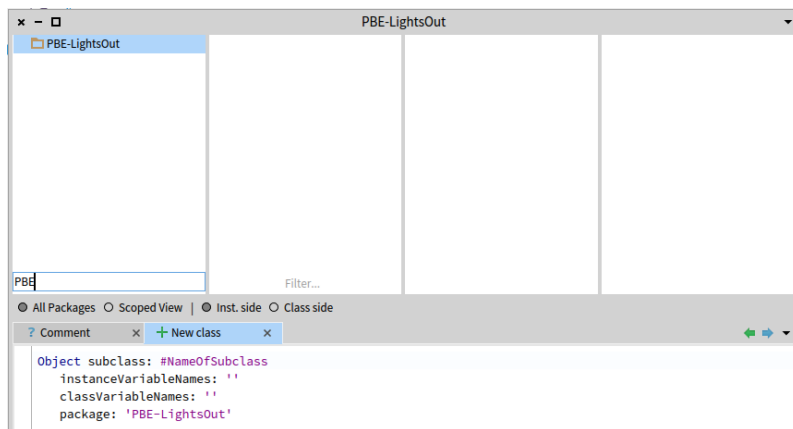 PBE-LightsOut
PBE-LightsOut
PBE
Filter...
All Packages Scoped View | Inst. side Class side
? Comment × + New class ×
Object subclass: #NameOfSubclass
instanceVariableNames: ''
classVariableNames: ''
package: 'PBE-LightsOut'